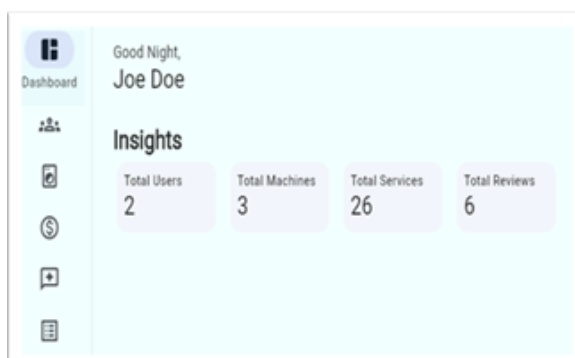 Dashboard
Good Night,
Joe Doe
Insights
Total Users
2
Total Machines
3
Total Services
26
Total Reviews
6